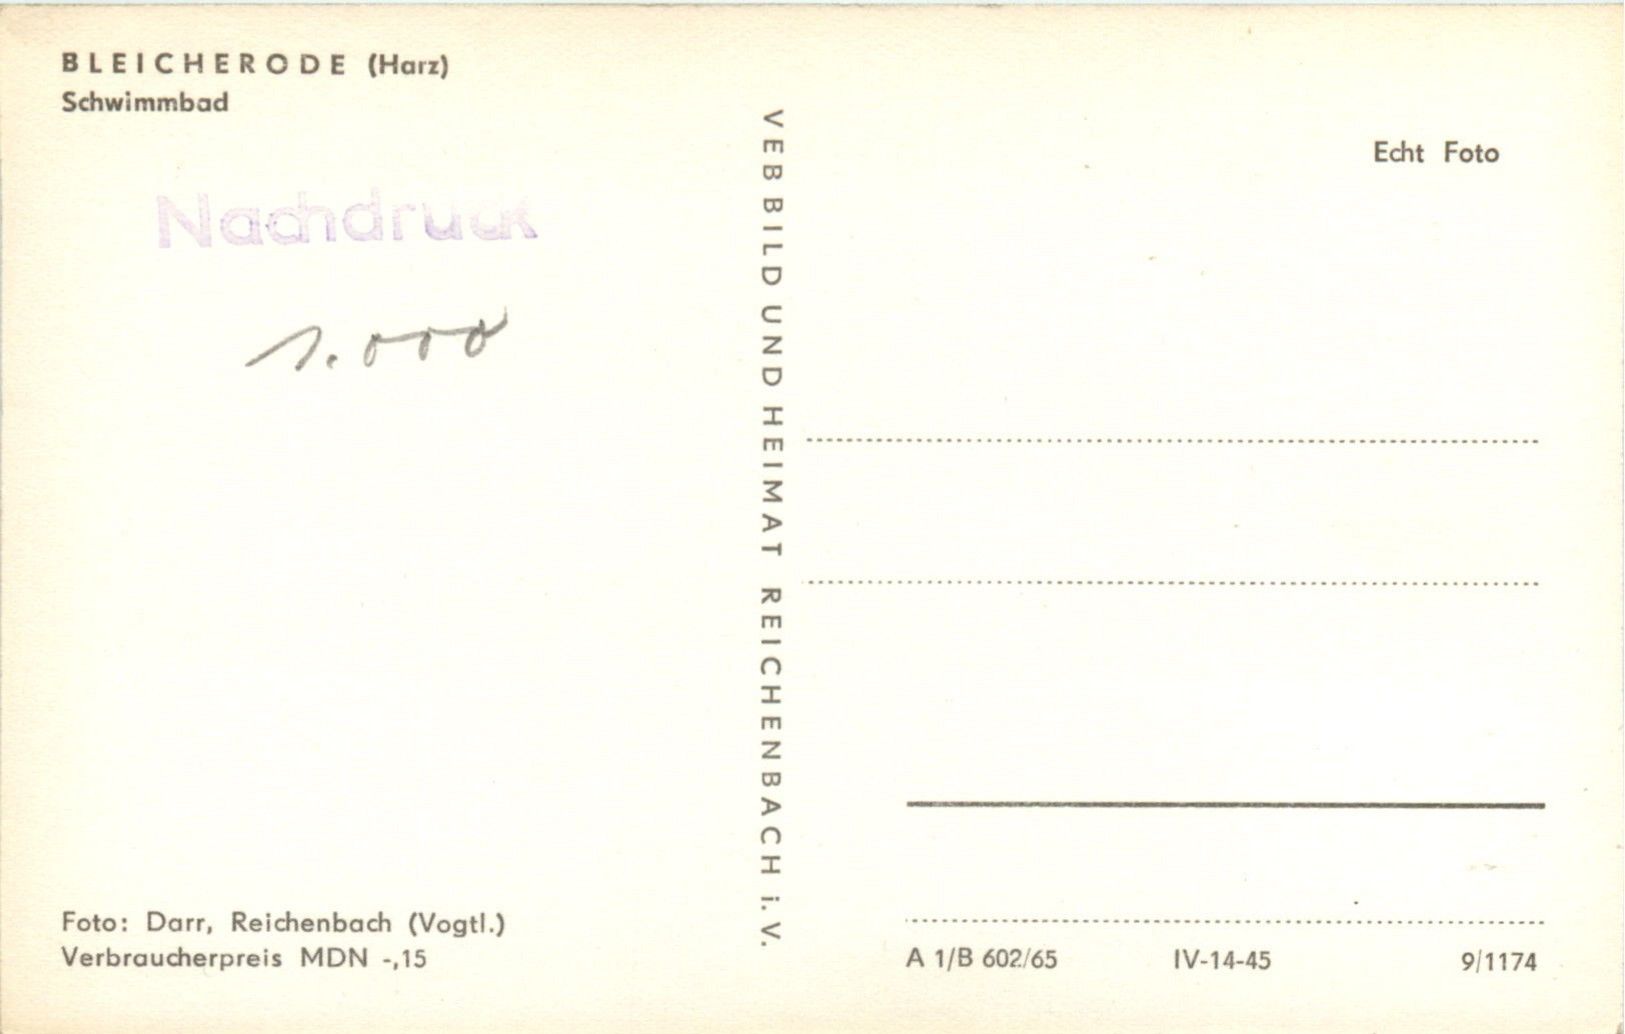 BLEICHERODE (Harz)
Schwimmbad
Nachdruck
1.000
Foto: Darr, Reichenbach (Vogtl.)
Verbraucherpreis MDN -,15
VEB BILD UND HEIMAT REICHENBACH i. V.
Echt Foto
A 1/B 602/65 IV-14-45 9/1174